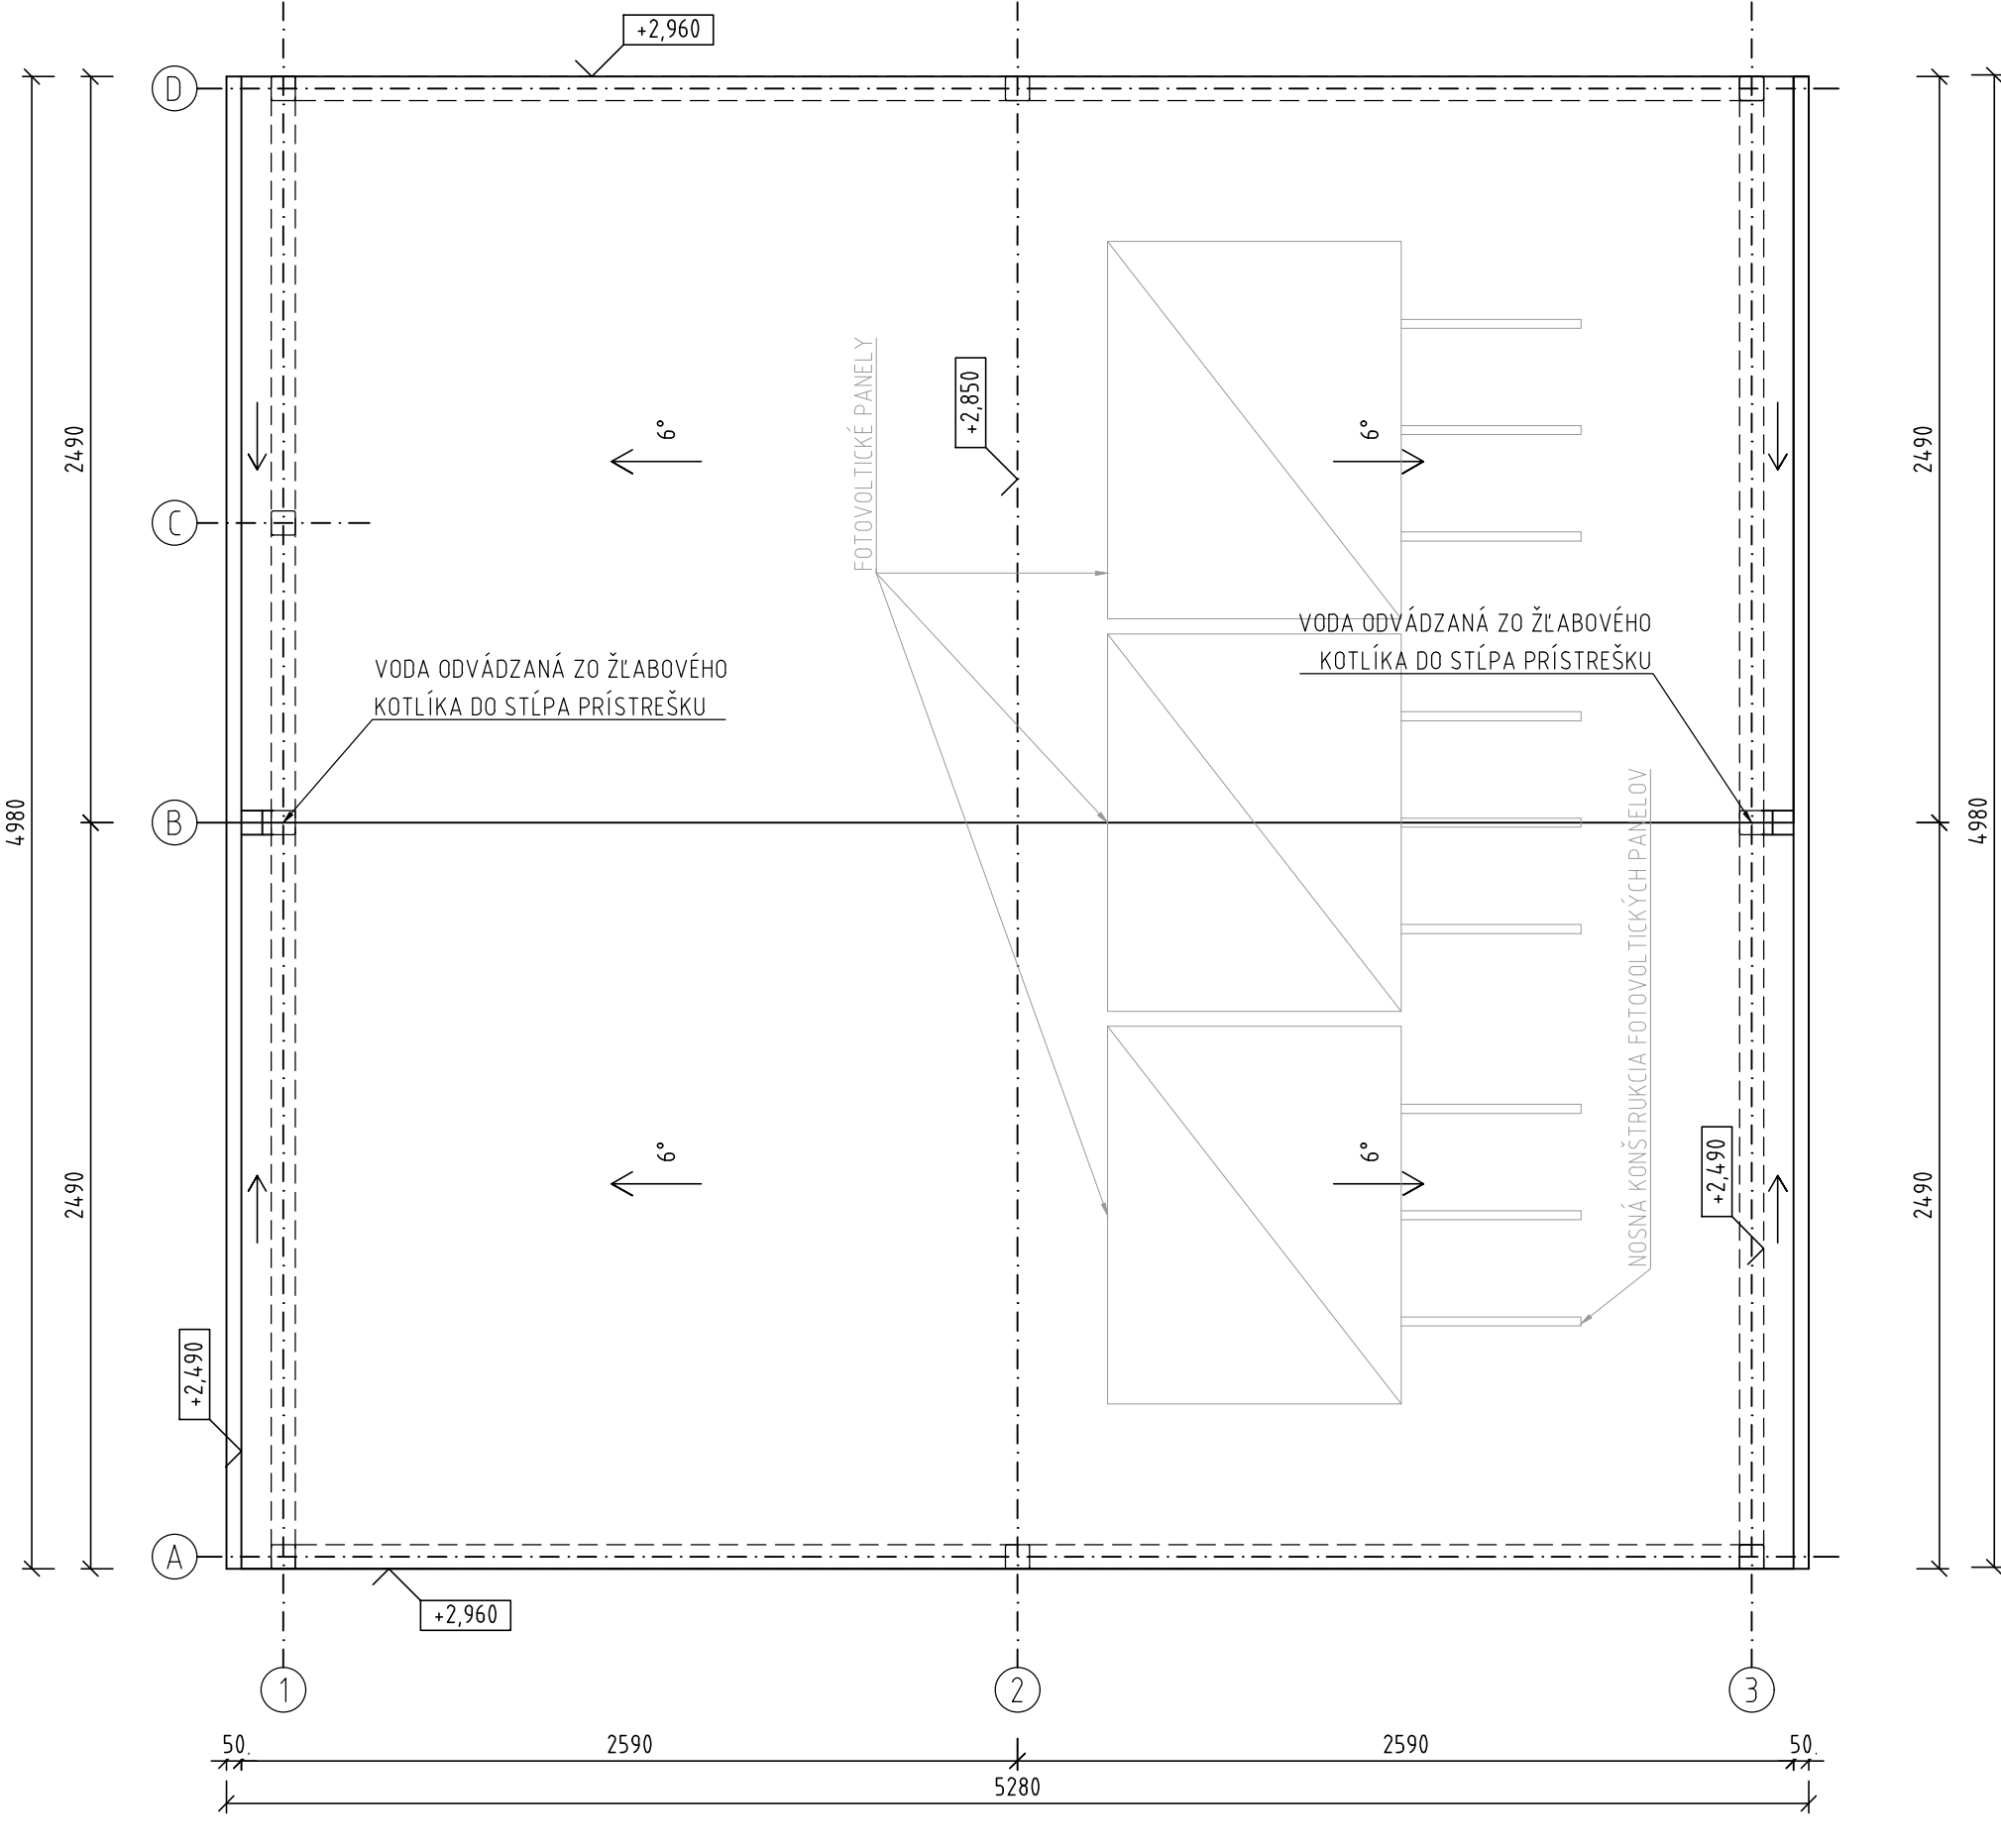 +2,960
D
2490
2490
6°
6°
+2,850
FOTOVOLTICKÉ PANELY
C
VODA ODVÁDZANÁ ZO ŽĽABOVÉHO
KOTLÍKA DO STĹPA PRÍSTREŠKU
VODA ODVÁDZANÁ ZO ŽĽABOVÉHO
KOTLÍKA DO STĹPA PRÍSTREŠKU
4980
4980
B
NOSNÁ KONŠTRUKCIA FOTOVOLTICKÝCH PANELOV
2490
2490
6°
6°
+2,490
+2,490
A
+2,960
1
2
3
50
2590
2590
50
5280